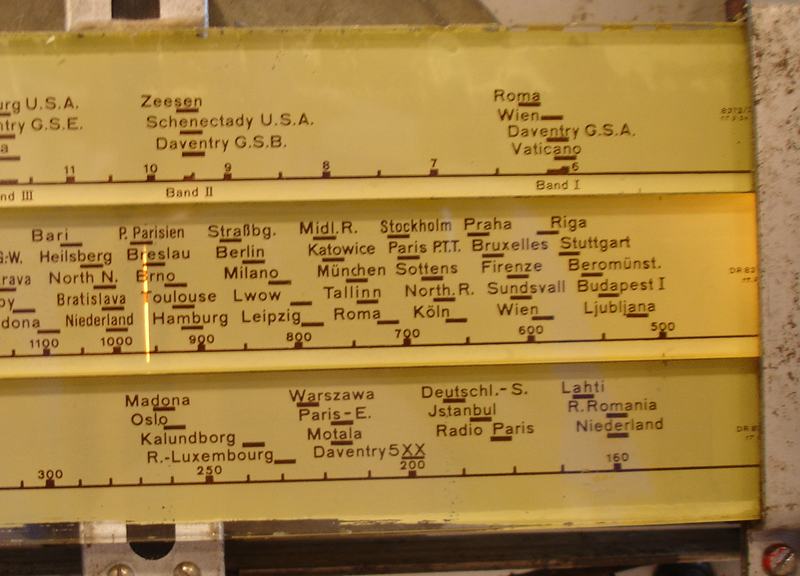 urg U.S.A. Zeesen Roma
try G.S.E. Schenectady U.S.A. Wien
a Daventry G.S.B. Daventry G.S.A.
Vaticano
11 10 9 8 7 6
nd III Band II Band I
Bari P. Parisien Straßbg. Midl.R. Stockholm Praha Riga
G.W. Heilsberg Breslau Berlin Katowice Paris P.T.T. Bruxelles Stuttgart
rava North N. Brno Milano München Sottens Firenze Beromünst.
by Bratislava Toulouse Lwow Tallinn North.R. Sundsvall Budapest I
dona Niederland Hamburg Leipzig Roma Köln Wien Ljubljana
1100 1000 900 800 700 600 500
Madona Warszawa Deutschl.-S. Lahti
Oslo Paris-E. Jstanbul R.Romania
Kalundborg Motala Radio Paris Niederland
R.-Luxembourg Daventry 5XX
300 250 200 160